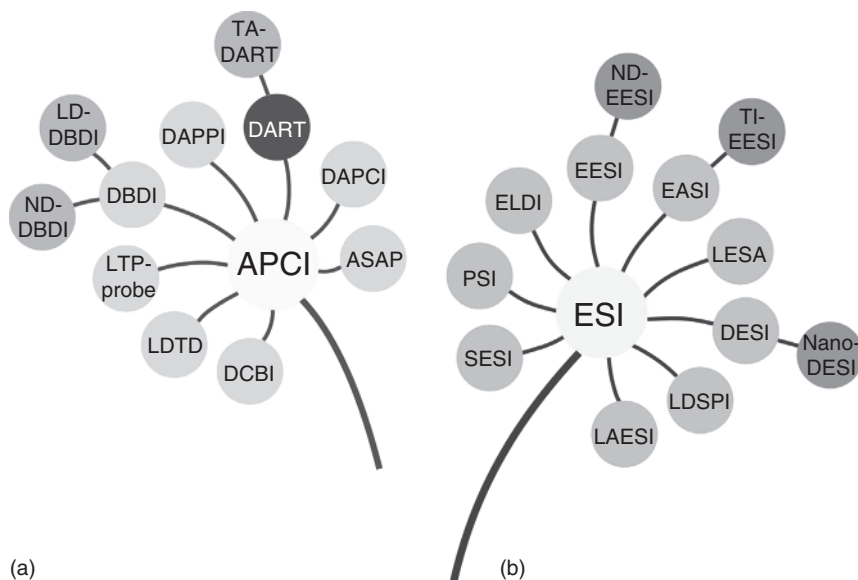 TA-
DART
LD-
DBDI
DAPPI
DART
DBDI
DAPCI
ND-
DBDI
LTP-
probe
APCI
ASAP
LDTD
DCBI
(a)
ND-
EESI
TI-
EESI
EESI
EASI
ELDI
LESA
PSI
ESI
SESI
DESI
Nano-
DESI
LDSPI
LAESI
(b)